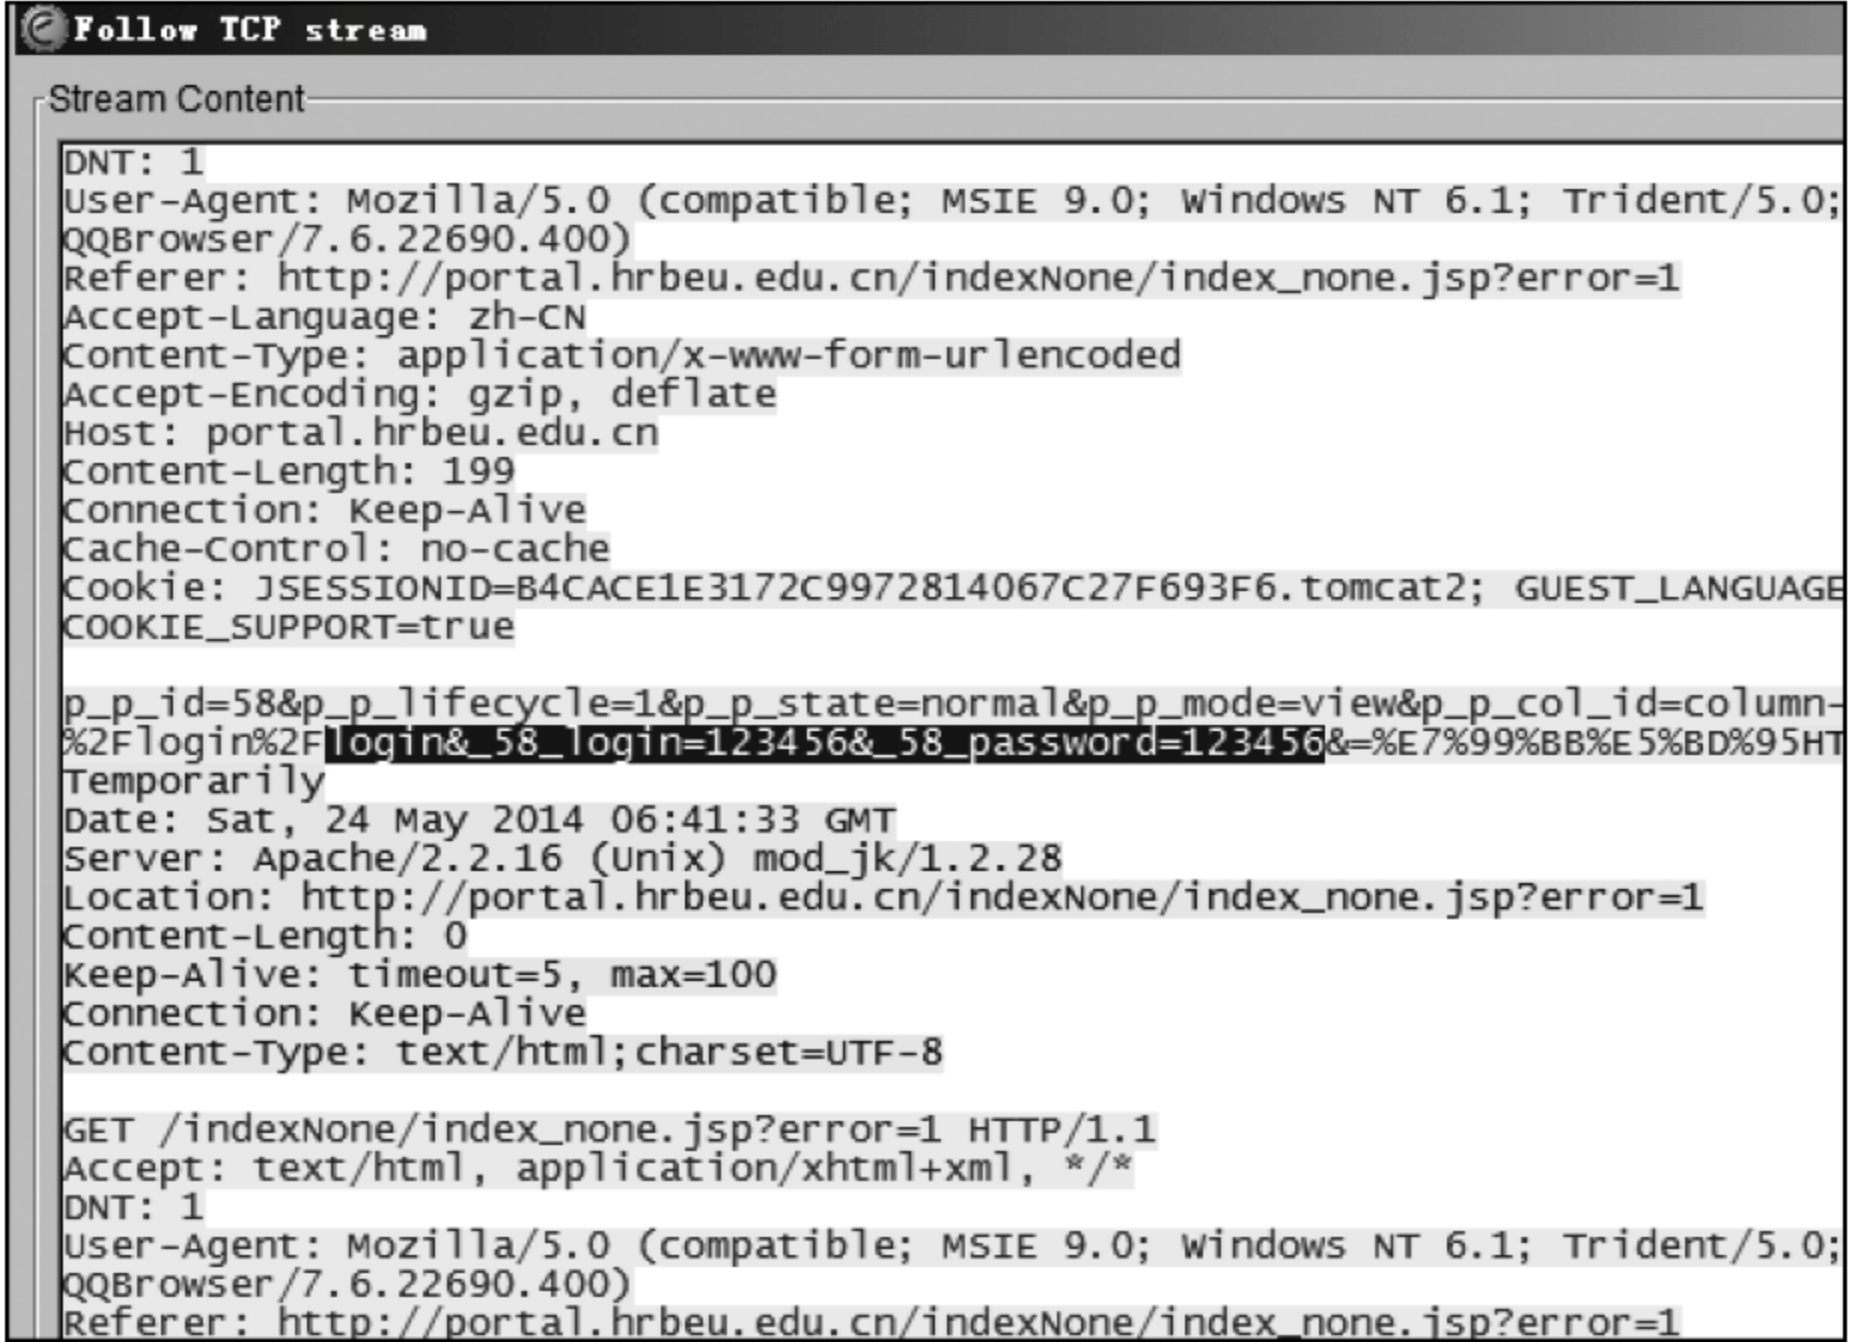 Follow TCP stream
Stream Content
DNT: 1
User-Agent: Mozilla/5.0 (compatible; MSIE 9.0; Windows NT 6.1; Trident/5.0;
QQBrowser/7.6.22690.400)
Referer: http://portal.hrbeu.edu.cn/indexNone/index_none.jsp?error=1
Accept-Language: zh-CN
Content-Type: application/x-www-form-urlencoded
Accept-Encoding: gzip, deflate
Host: portal.hrbeu.edu.cn
Content-Length: 199
Connection: Keep-Alive
Cache-Control: no-cache
Cookie: JSESSIONID=B4CACE1E3172C9972814067C27F693F6.tomcat2; GUEST_LANGUAGE
COOKIE_SUPPORT=true
p_p_id=58&p_p_lifecycle=1&p_p_state=normal&p_p_mode=view&p_p_col_id=column-
%2Flogin%2Flogin&_58_login=123456&_58_password=123456&=%E7%99%BB%E5%BD%95HT
Temporarily
Date: Sat, 24 May 2014 06:41:33 GMT
Server: Apache/2.2.16 (Unix) mod_jk/1.2.28
Location: http://portal.hrbeu.edu.cn/indexNone/index_none.jsp?error=1
Content-Length: 0
Keep-Alive: timeout=5, max=100
Connection: Keep-Alive
Content-Type: text/html;charset=UTF-8
GET /indexNone/index_none.jsp?error=1 HTTP/1.1
Accept: text/html, application/xhtml+xml, */*
DNT: 1
User-Agent: Mozilla/5.0 (compatible; MSIE 9.0; Windows NT 6.1; Trident/5.0;
QQBrowser/7.6.22690.400)
Referer: http://portal.hrbeu.edu.cn/indexNone/index_none.jsp?error=1